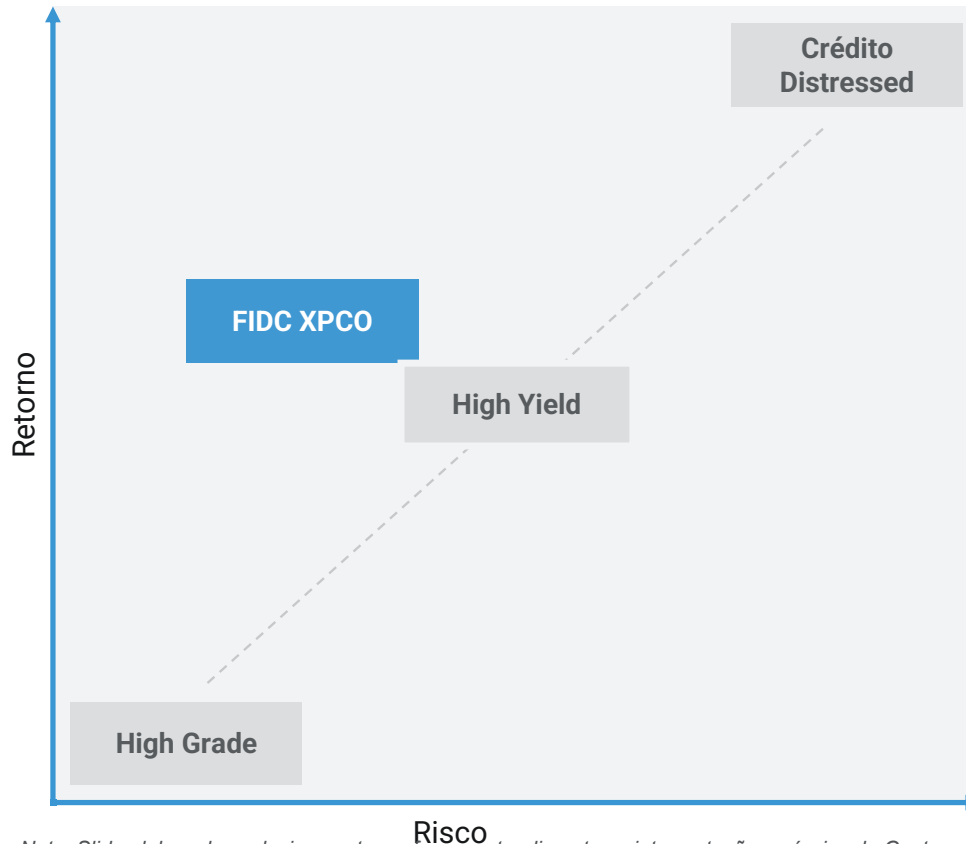 Crédito
Distressed
FIDC XPCO
High Yield
Retorno
High Grade
Risco